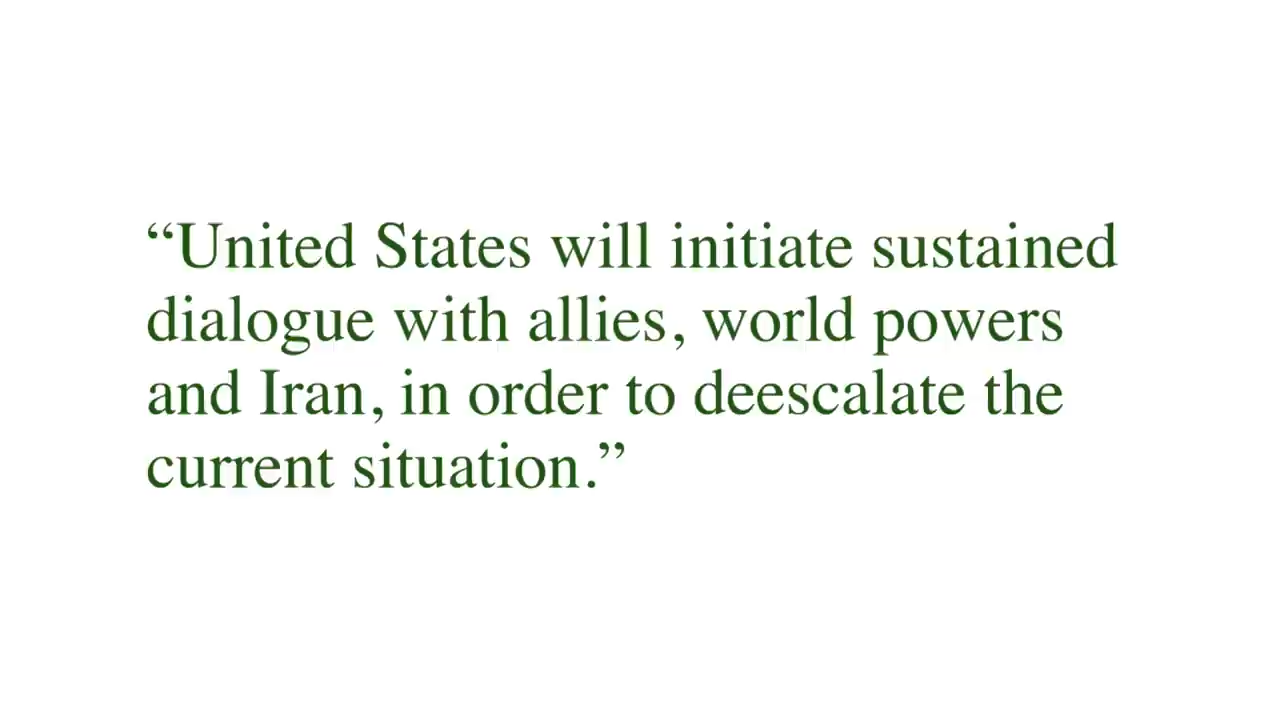 “United States will initiate sustained
dialogue with allies, world powers
and Iran, in order to deescalate the
current situation.”